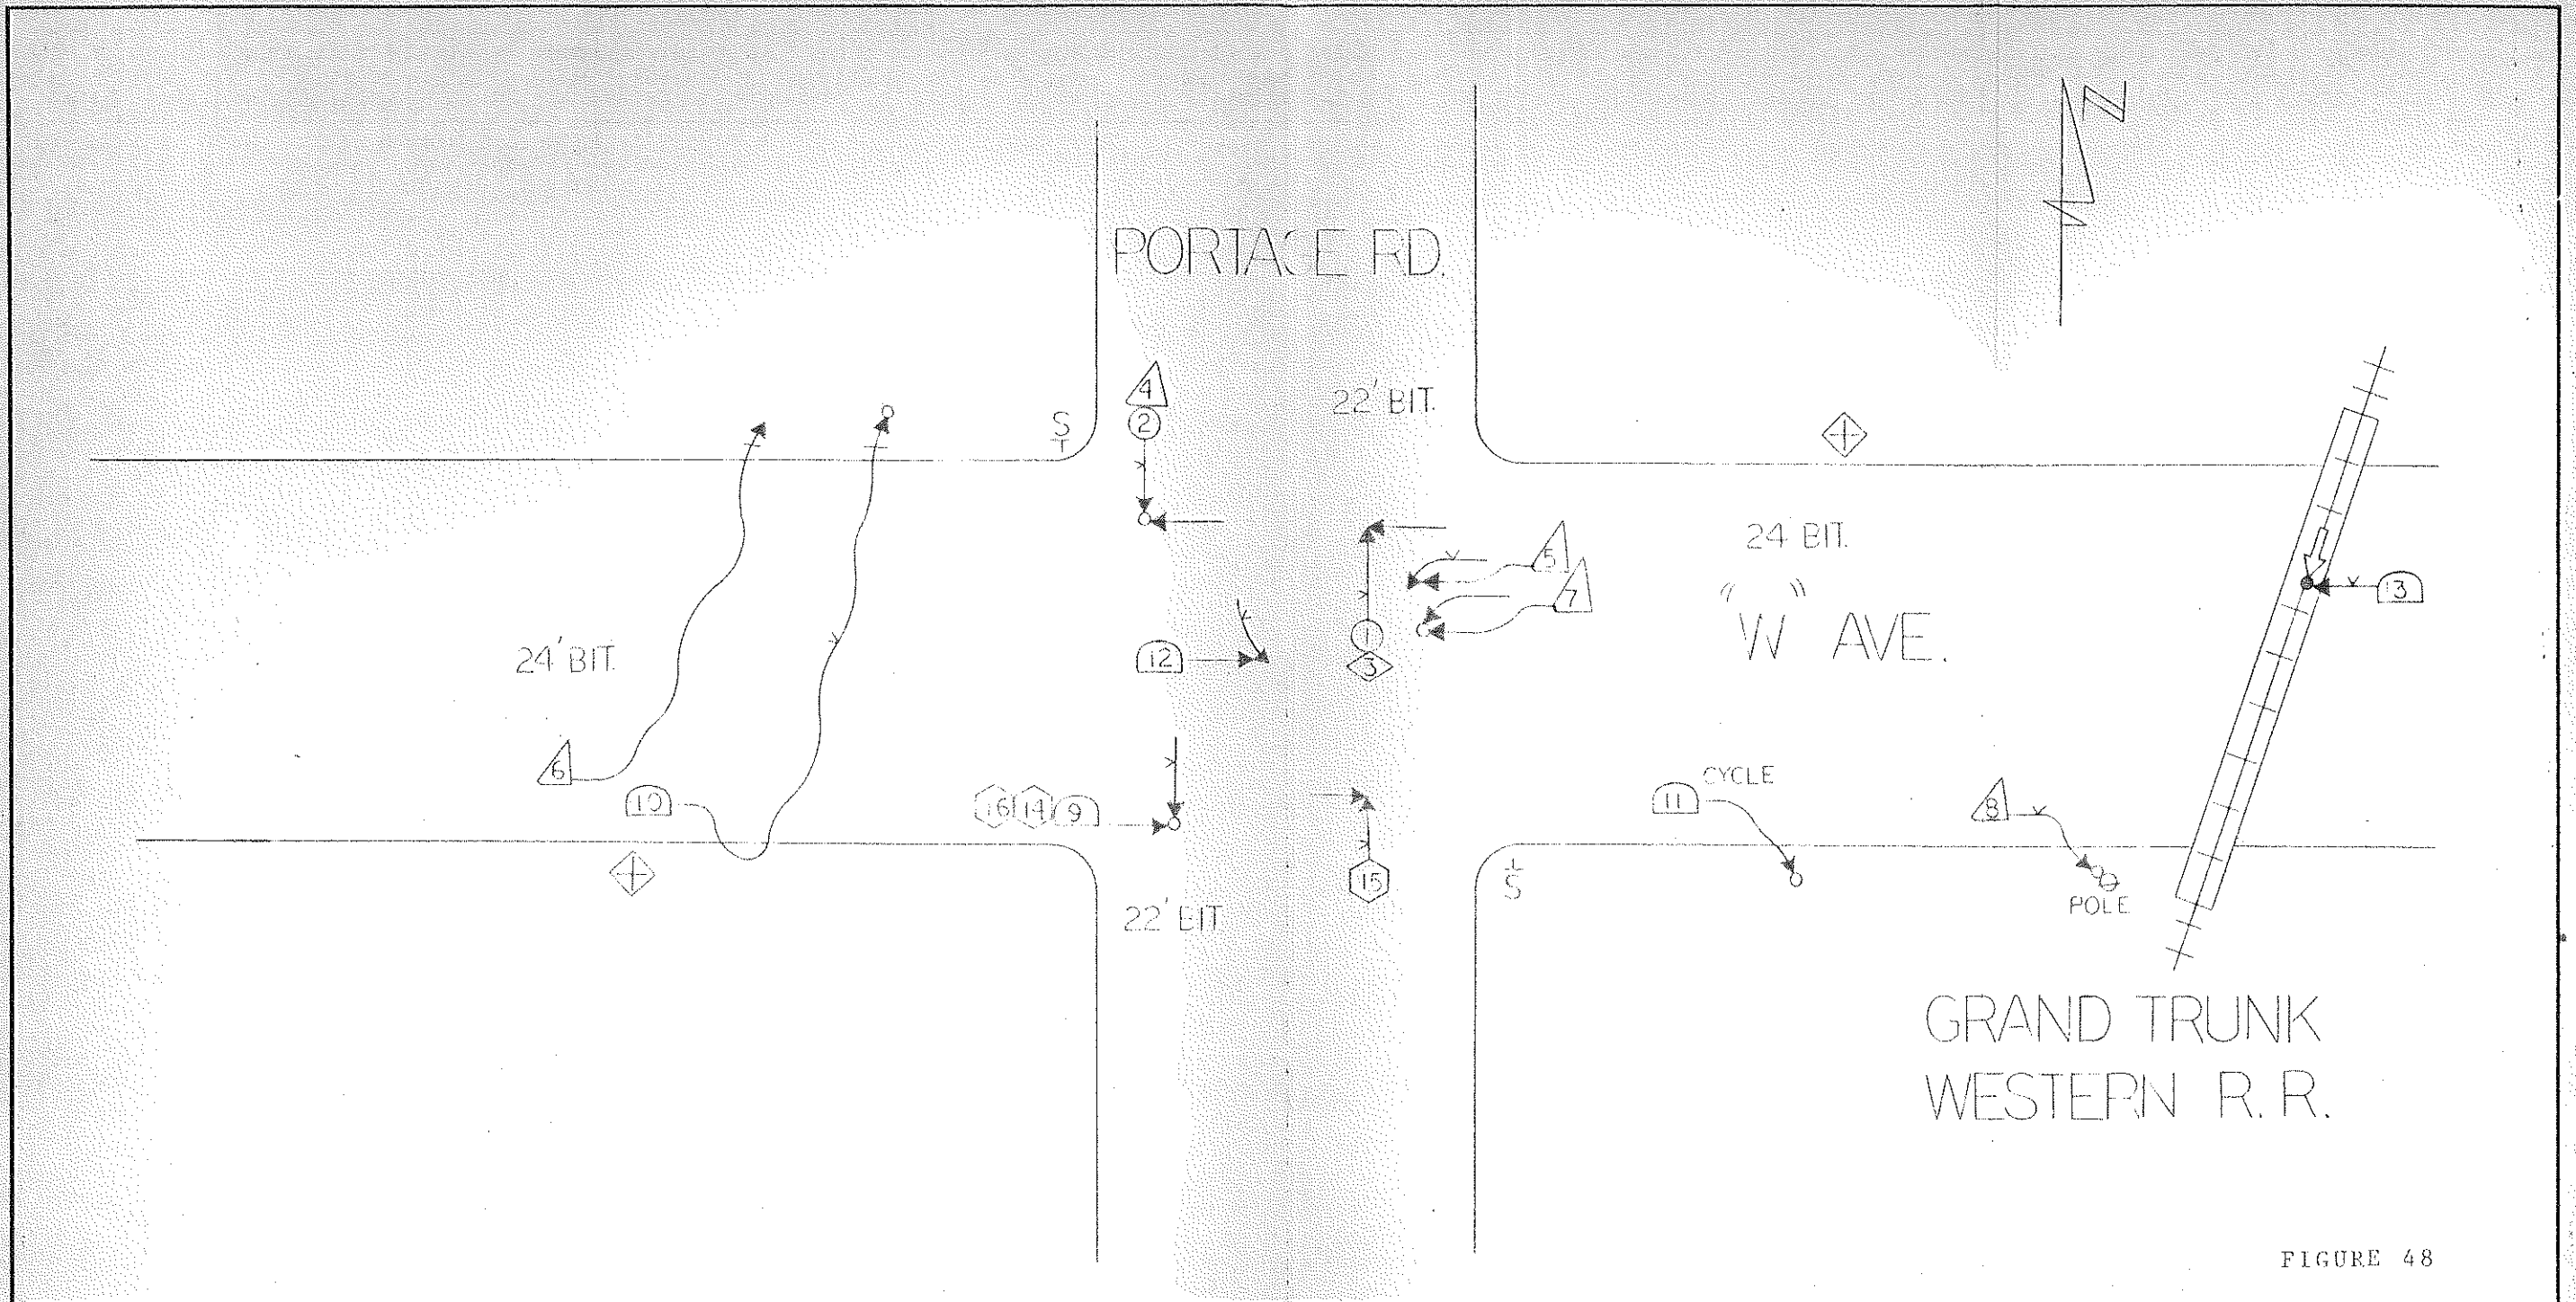 N
PORTAGE RD.
4
2
22' BIT.
S
24' BIT.
5
7
"W" AVE.
13
24' BIT.
12
1
3
6
10
16 14 9
11 CYCLE
8
15
S
POLE
22' BIT
GRAND TRUNK
WESTERN R.R.
FIGURE 48